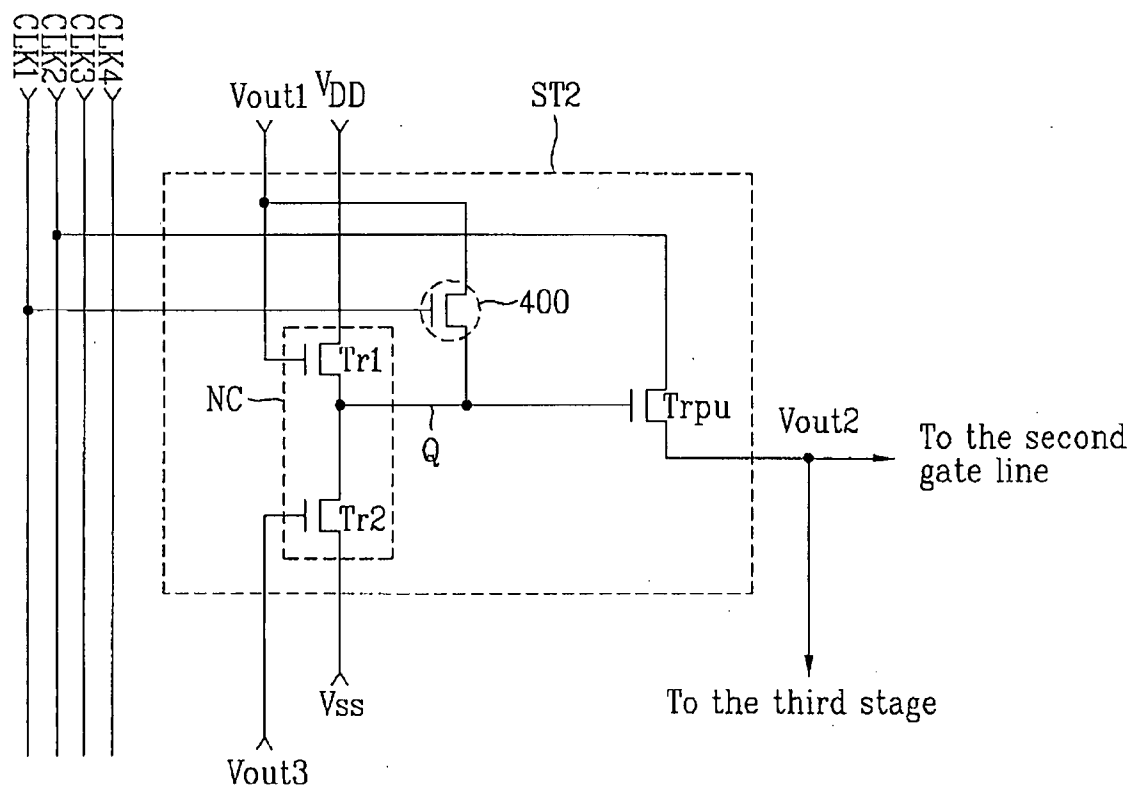 CLK1
CLK2
CLK3
CLK4
Vout1
VDD
ST2
400
Tr1
NC
Q
Trpu
Vout2
To the second
gate line
Tr2
Vss
To the third stage
Vout3